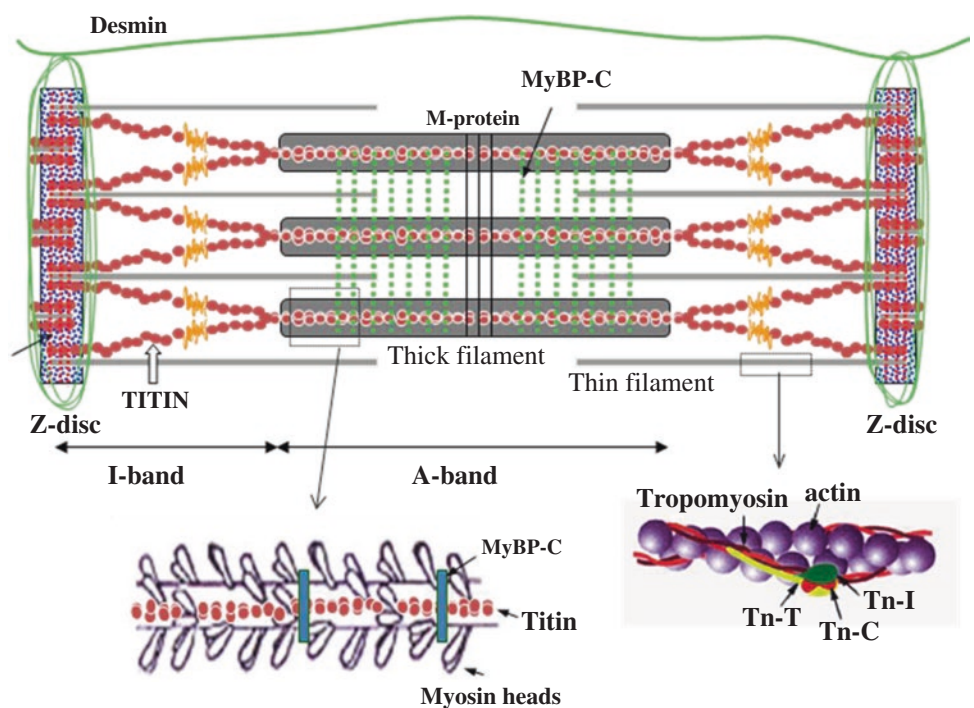 Desmin
MyBP-C
M-protein
Thick filament
Thin filament
TITIN
Z-disc
Z-disc
I-band
A-band
Tropomyosin
actin
MyBP-C
Tn-I
Tn-T
Tn-C
Titin
Myosin heads